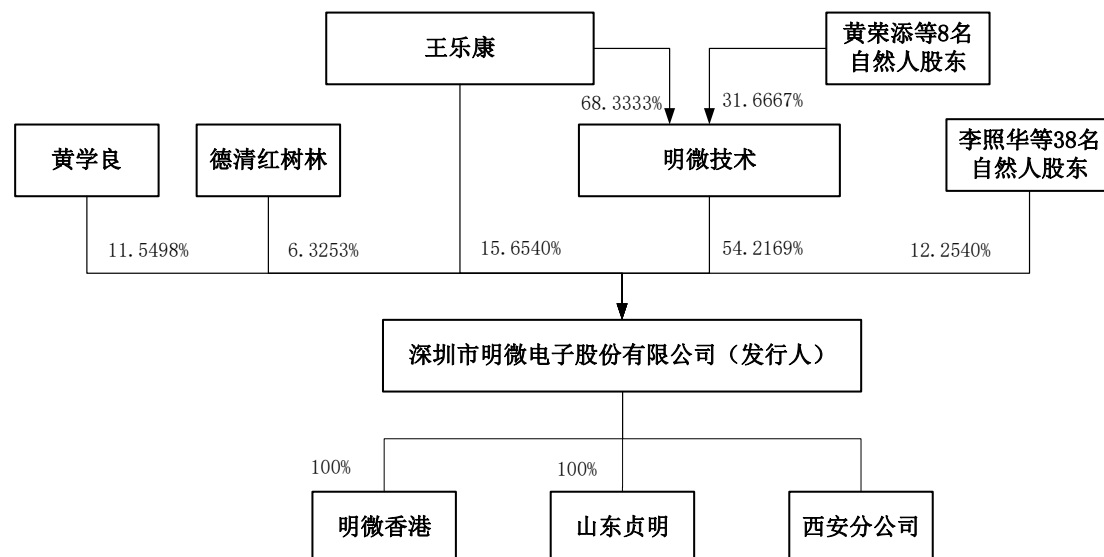 王乐康
黄荣添等8名
自然人股东
68.3333%
31.6667%
黄学良
德清红树林
明微技术
李照华等38名
自然人股东
11.5498%
6.3253%
15.6540%
54.2169%
12.2540%
深圳市明微电子股份有限公司（发行人）
100%
100%
明微香港
山东贞明
西安分公司